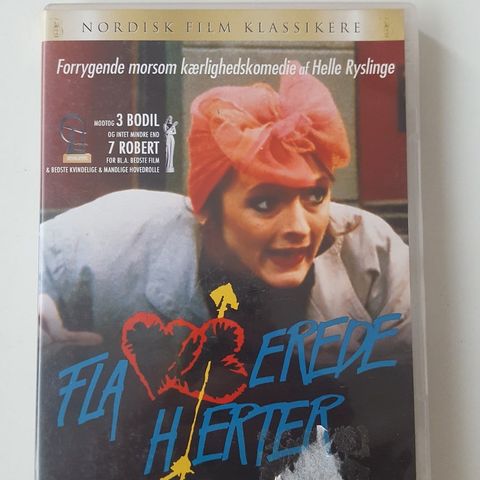 NORDISK FILM KLASSIKERE
Forrygende morsom kærlighedskomedie af Helle Ryslinge
MODTOG 3 BODIL
OG INTET MINDRE END
7 ROBERT
FOR BL.A. BEDSTE FILM
& BEDSTE KVINDELIGE & MANDLIGE HOVEDROLLE
FLA EREDE
HJERTER